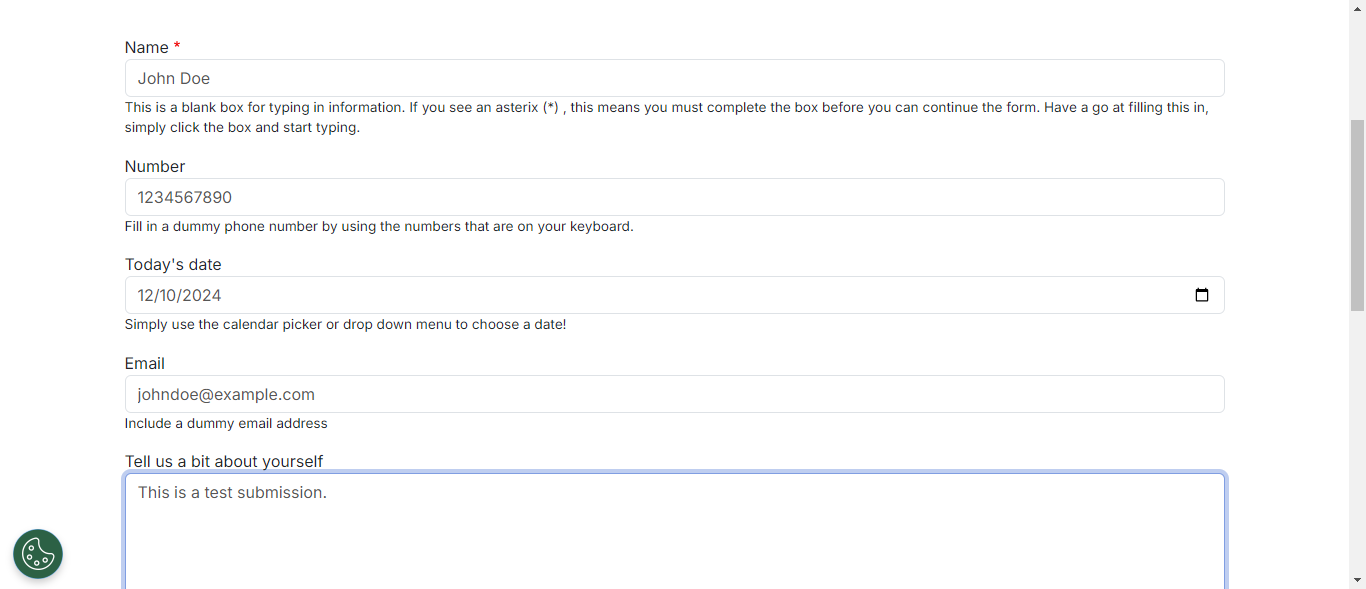 Name *
John Doe
This is a blank box for typing in information. If you see an asterix (*) , this means you must complete the box before you can continue the form. Have a go at filling this in,
simply click the box and start typing.
Number
1234567890
Fill in a dummy phone number by using the numbers that are on your keyboard.
Today's date
12/10/2024
Simply use the calendar picker or drop down menu to choose a date!
Email
johndoe@example.com
Include a dummy email address
Tell us a bit about yourself
This is a test submission.